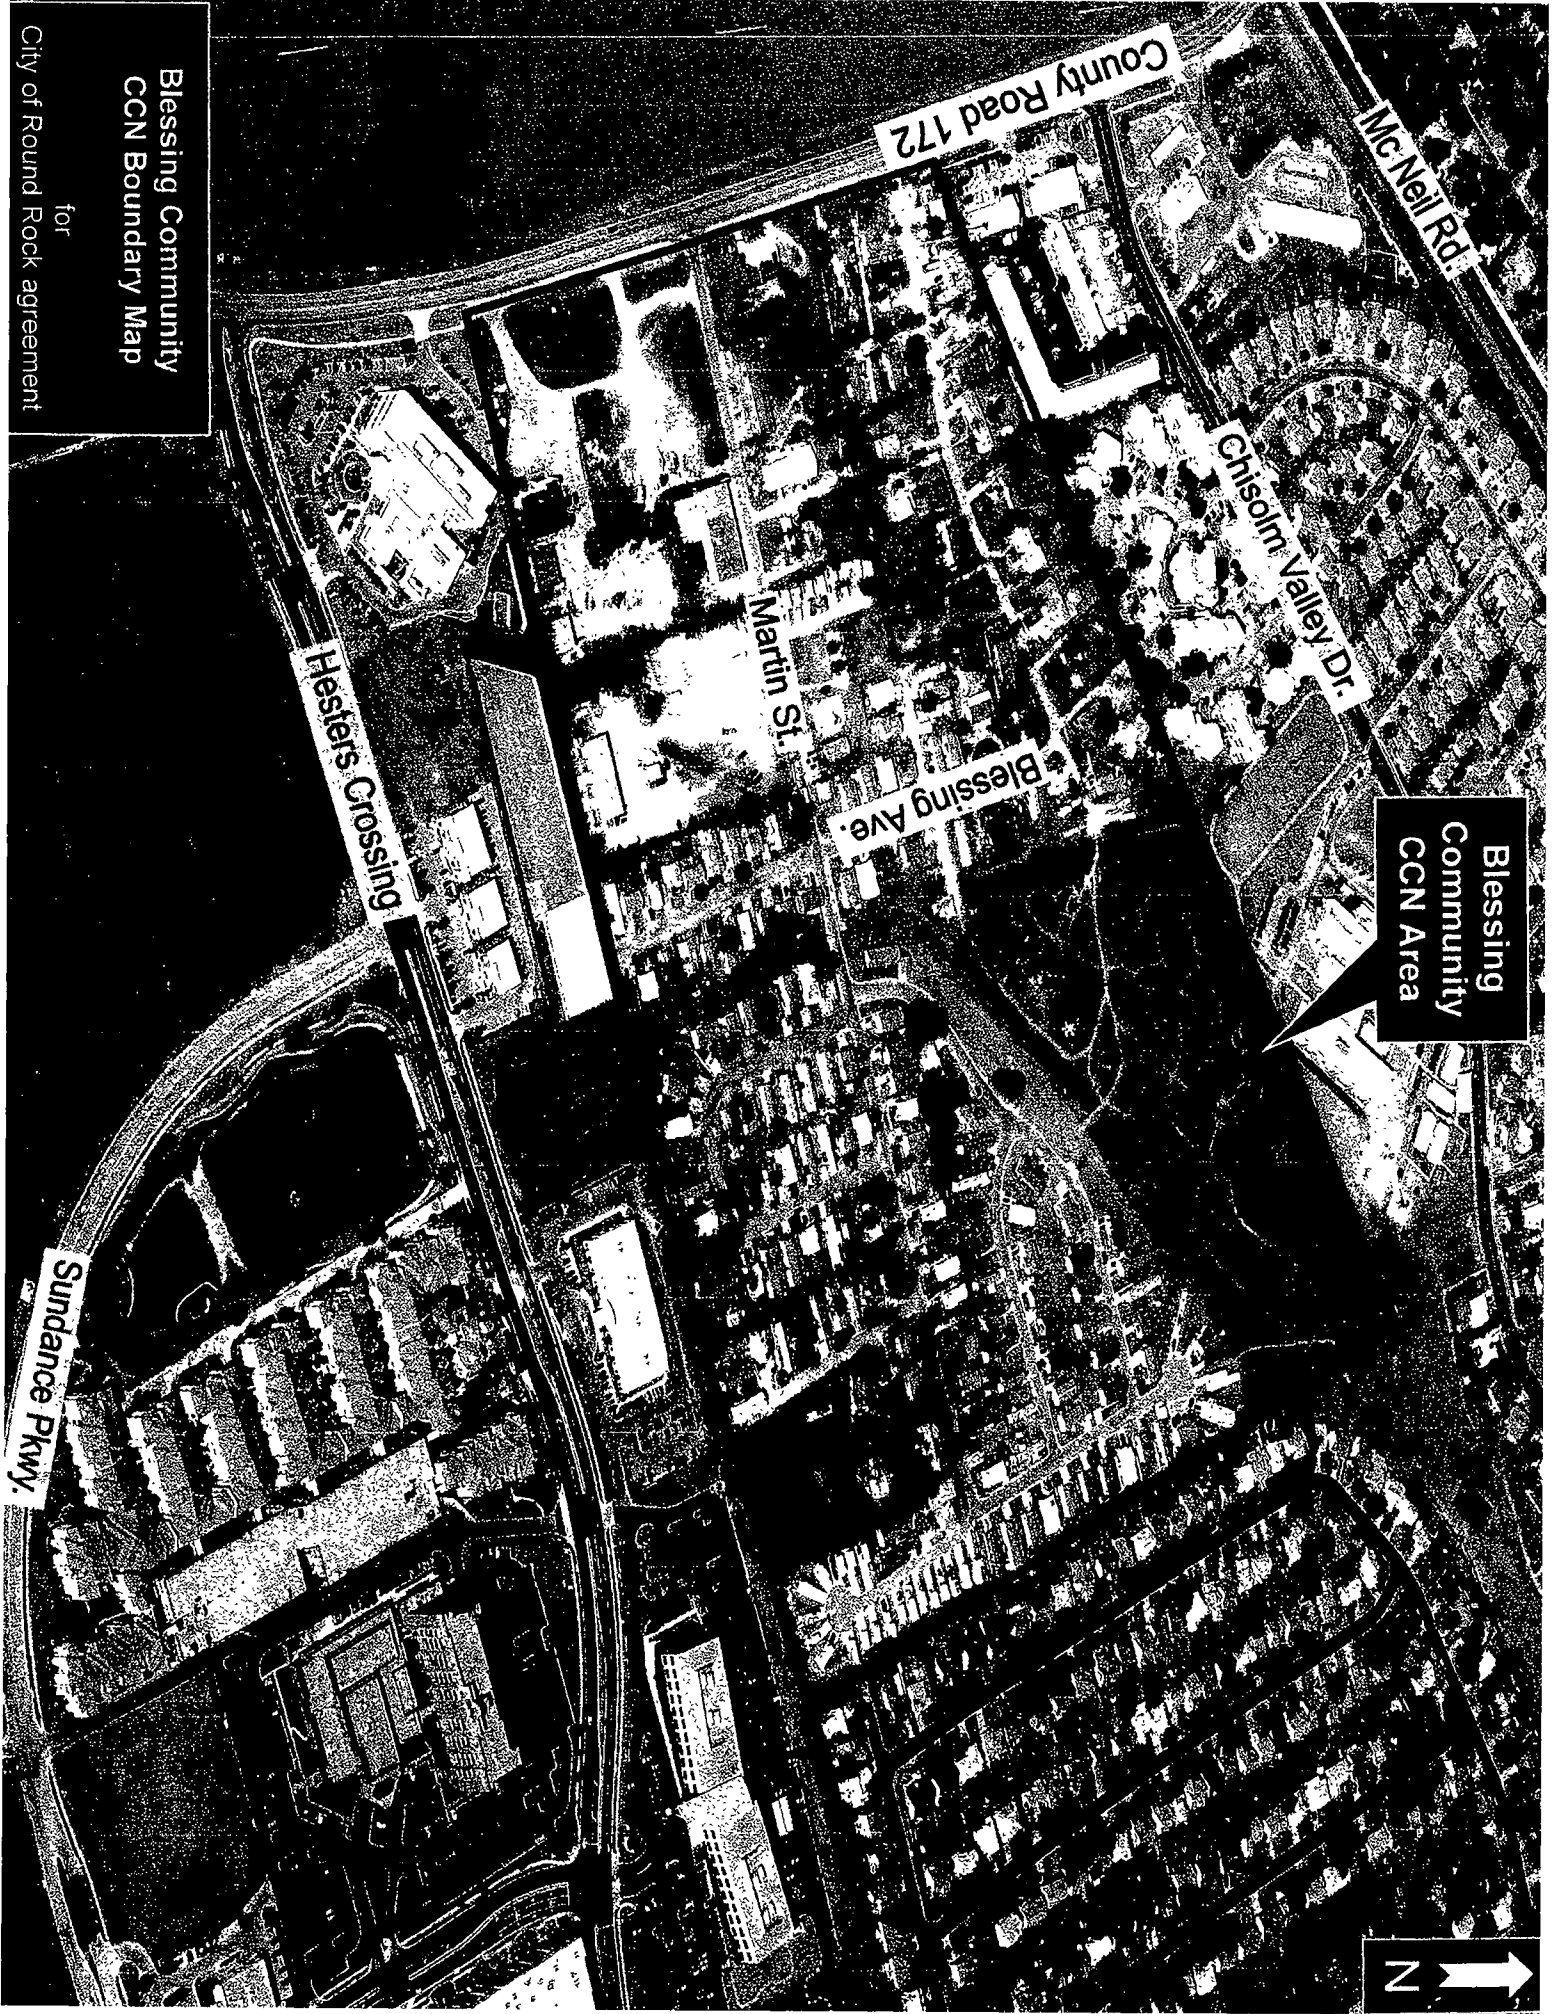 Blessing Community
CCN Boundary Map
for
City of Round Rock agreement
County Road 172
Mc Neil Rd.
Chisolm Valley Dr.
Martin St.
Blessing Ave.
Hesters Crossing
Sundance Pkwy.
Blessing
Community
CCN Area
N